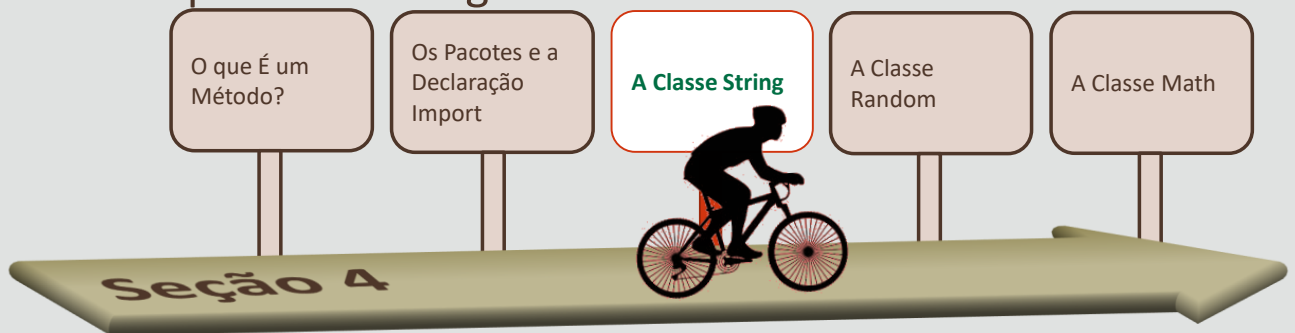 O que É um
Método?
Os Pacotes e a
Declaração
Import
A Classe String
A Classe
Random
A Classe Math
Seção 4